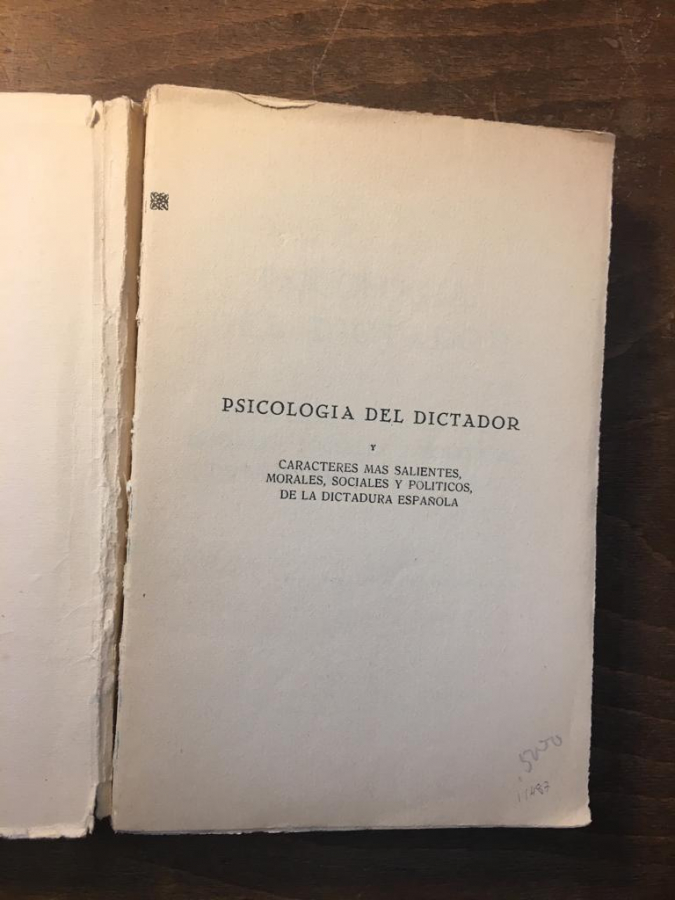 PSICOLOGIA DEL DICTADOR
Y
CARACTERES MAS SALIENTES,
MORALES, SOCIALES Y POLITICOS,
DE LA DICTADURA ESPAÑOLA